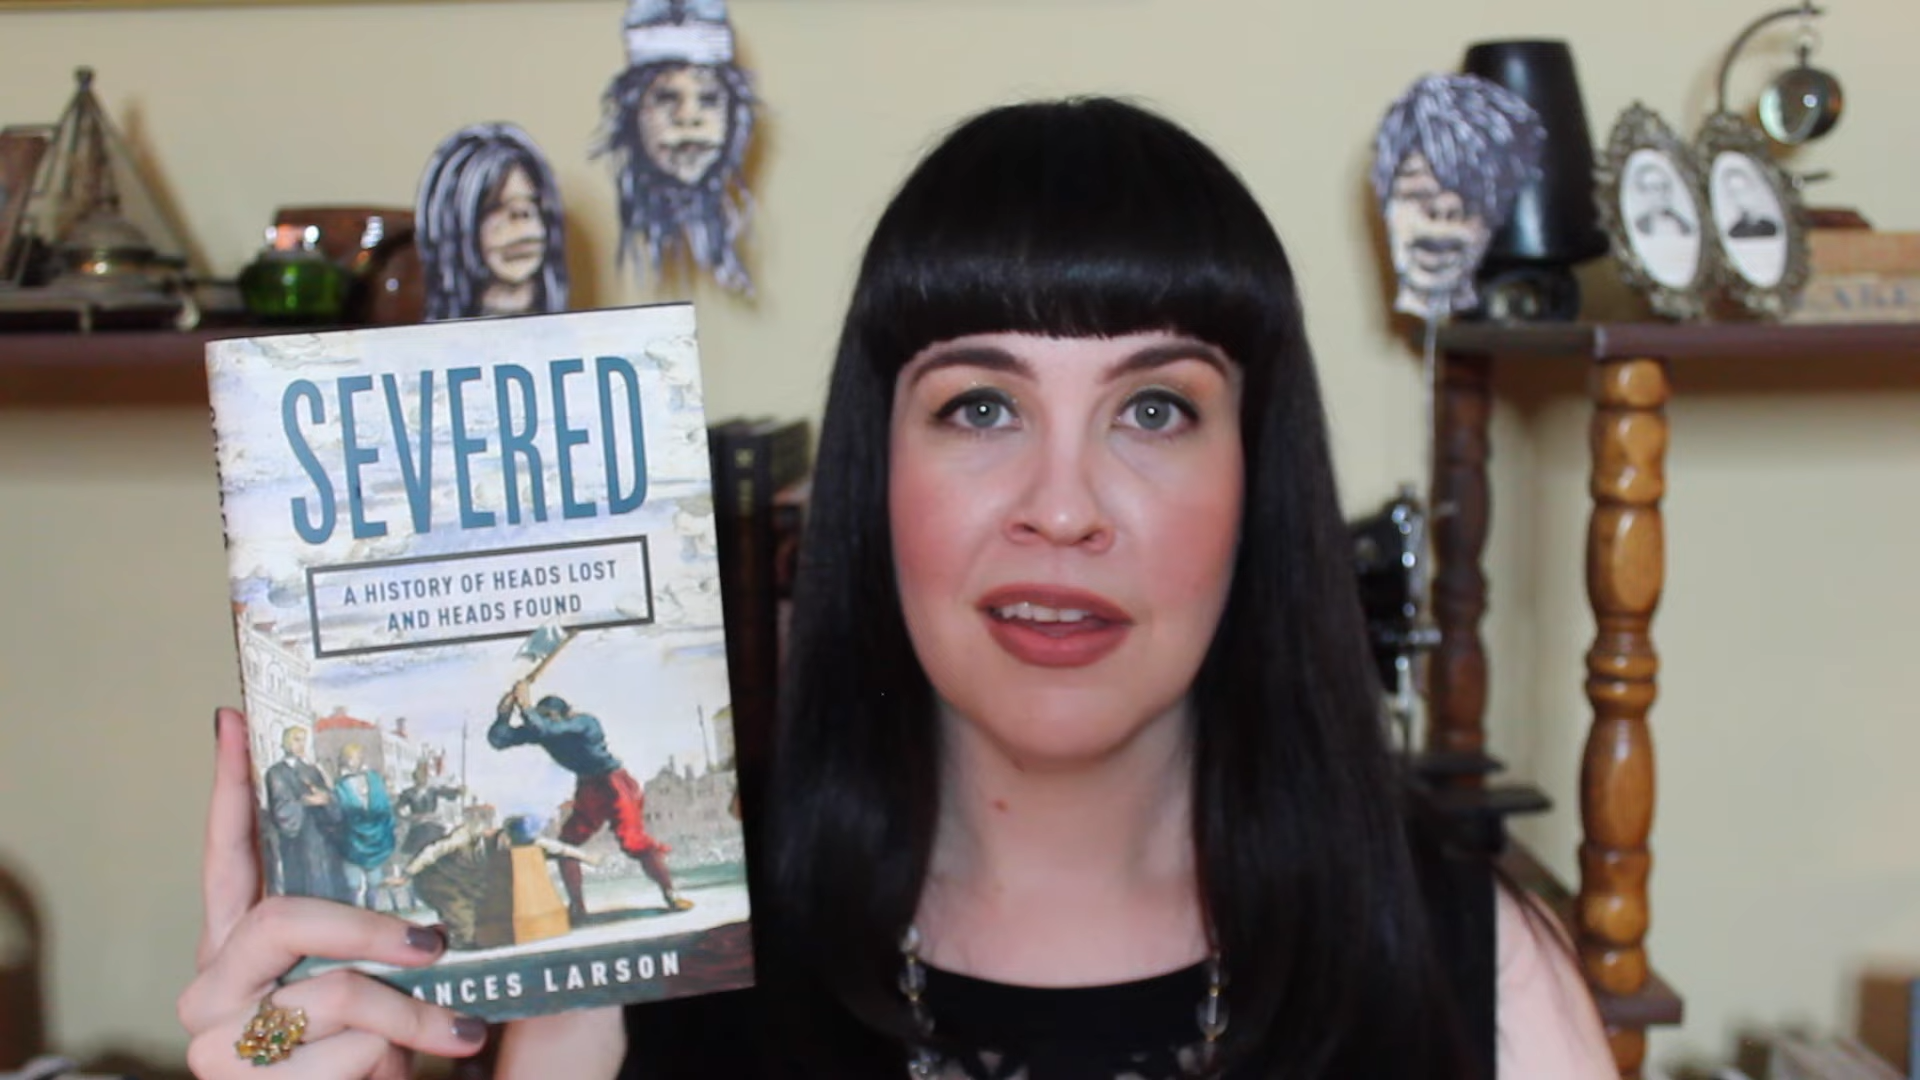 SEVERED
A HISTORY OF HEADS LOST
AND HEADS FOUND
ANCES LARSON